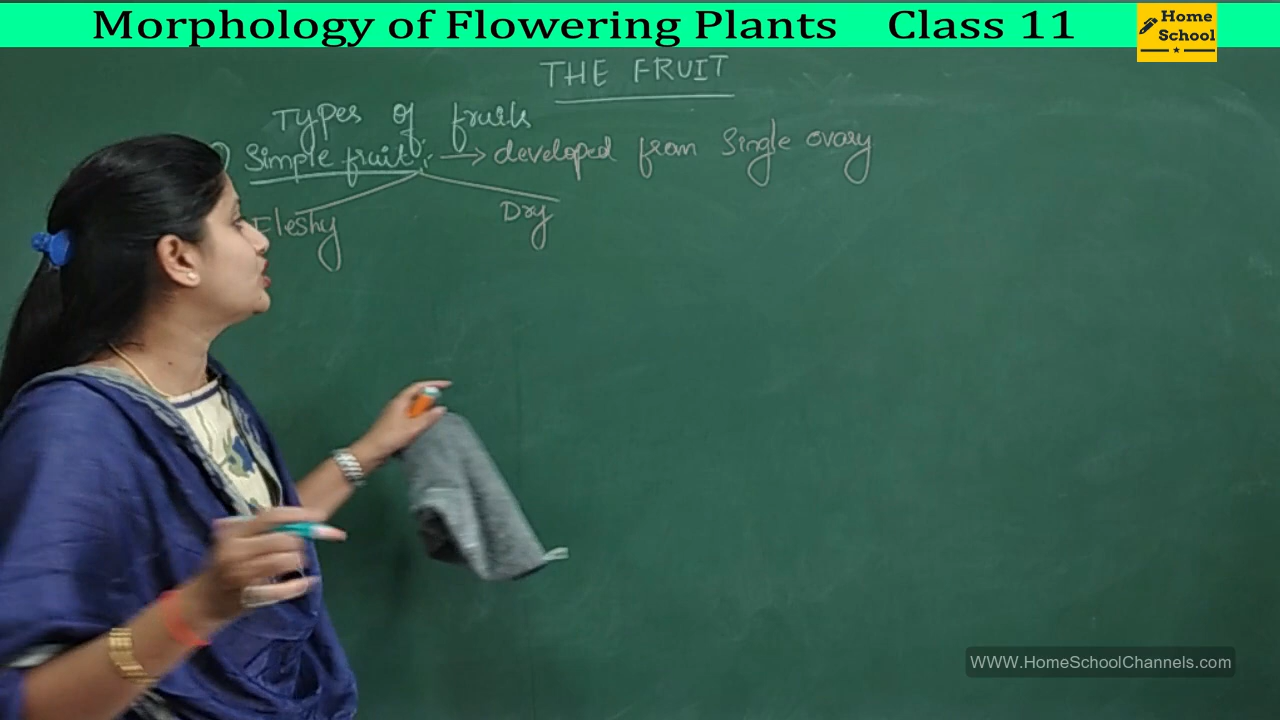 Morphology of Flowering Plants Class 11
Home
School
THE FRUIT
Types of fruits
Simple fruit :- → developed from Single ovary
Fleshy Dry
WWW.HomeSchoolChannels.com